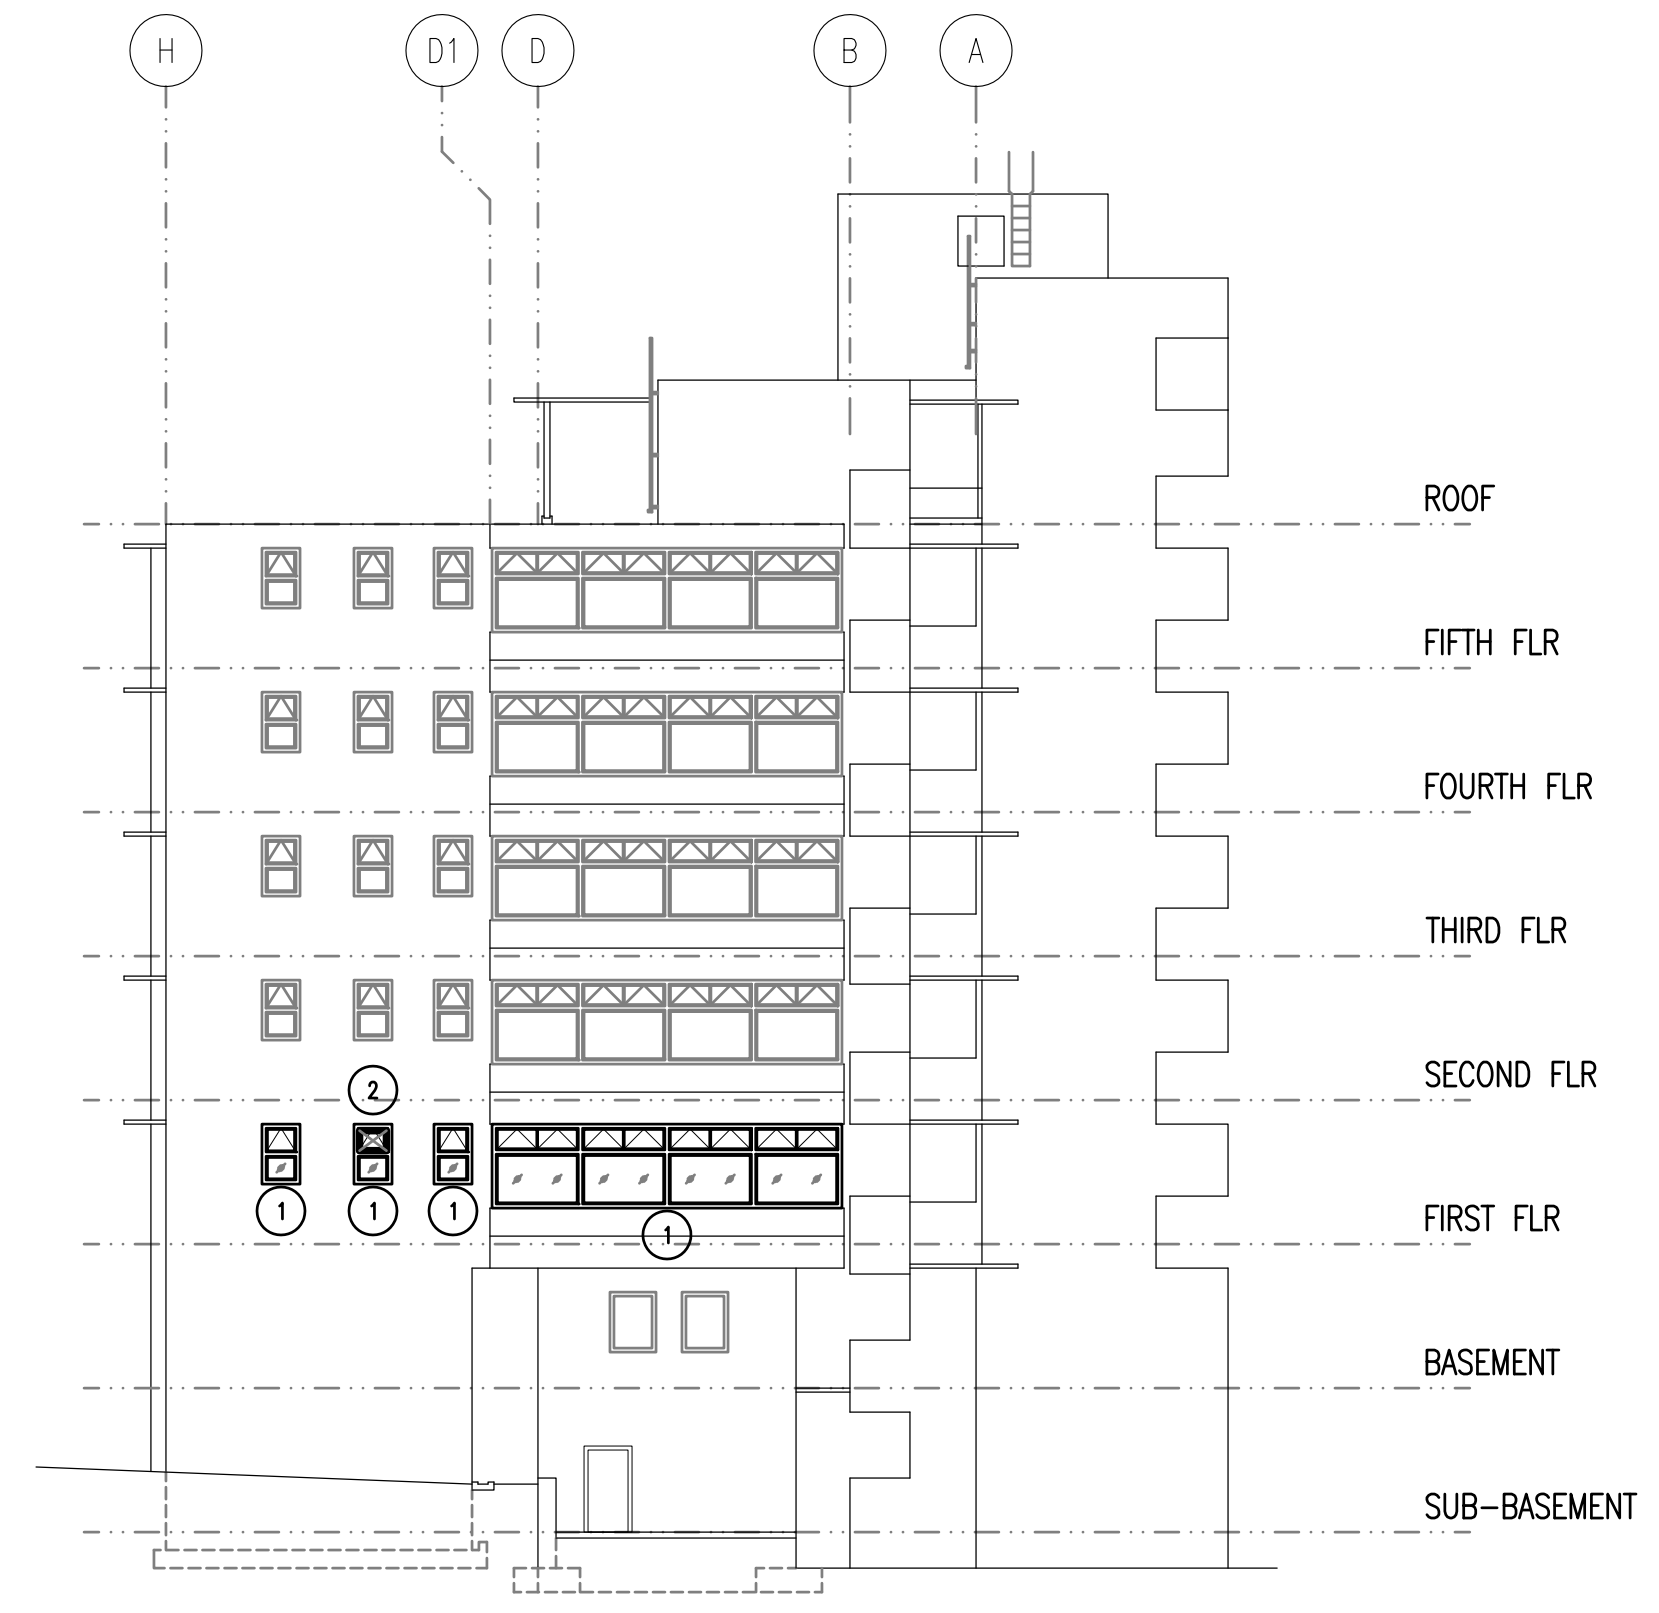 H D1 D B A
ROOF
FIFTH FLR
FOURTH FLR
THIRD FLR
SECOND FLR
2
1 1 1
FIRST FLR
1
BASEMENT
SUB-BASEMENT